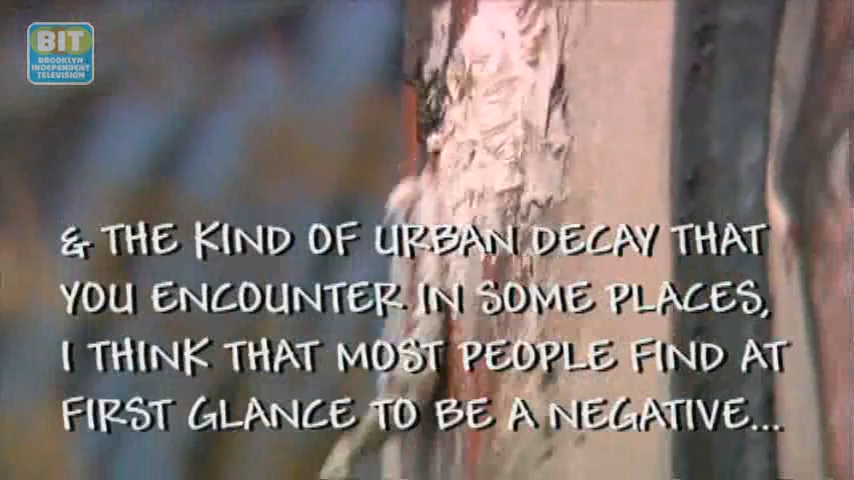 BIT
BROOKLYN
INDEPENDENT
TELEVISION
& THE KIND OF URBAN DECAY THAT
YOU ENCOUNTER IN SOME PLACES,
I THINK THAT MOST PEOPLE FIND AT
FIRST GLANCE TO BE A NEGATIVE...